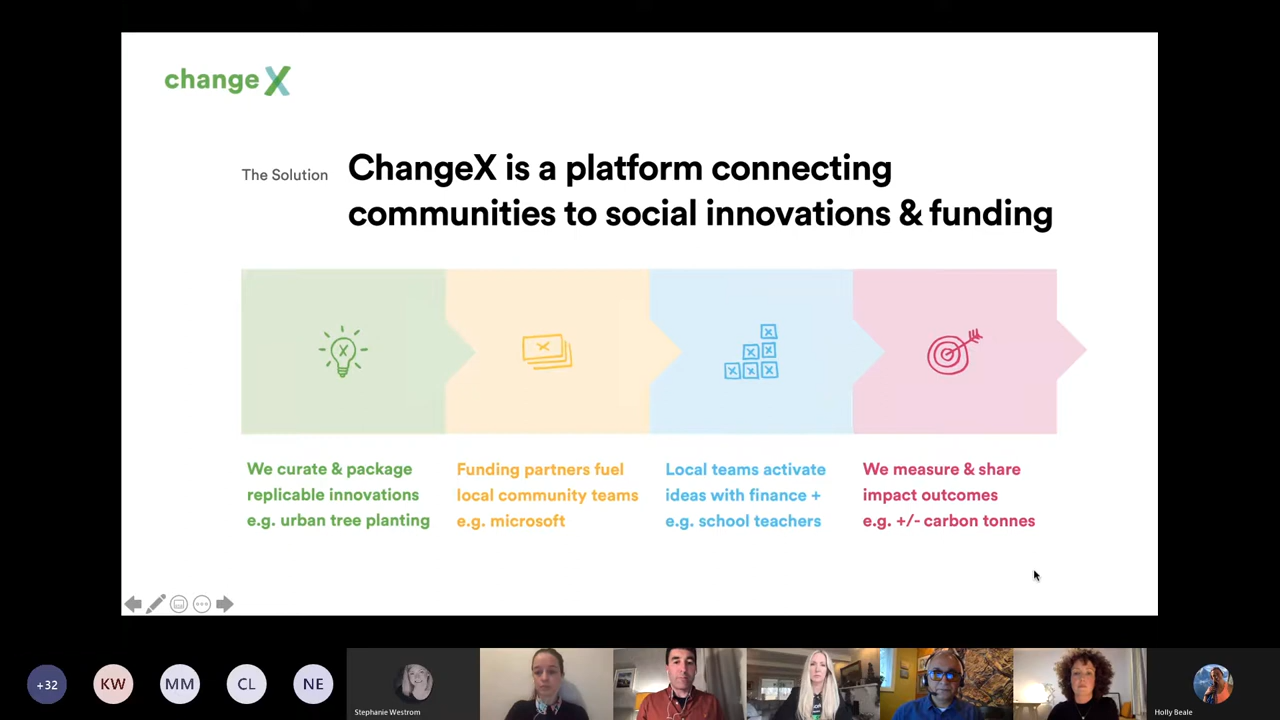 change X
The Solution
ChangeX is a platform connecting
communities to social innovations & funding
We curate & package
replicable innovations
e.g. urban tree planting
Funding partners fuel
local community teams
e.g. microsoft
Local teams activate
ideas with finance +
e.g. school teachers
We measure & share
impact outcomes
e.g. +/- carbon tonnes
+32
KW
MM
CL
NE
Stephanie Westrom
Holly Beale